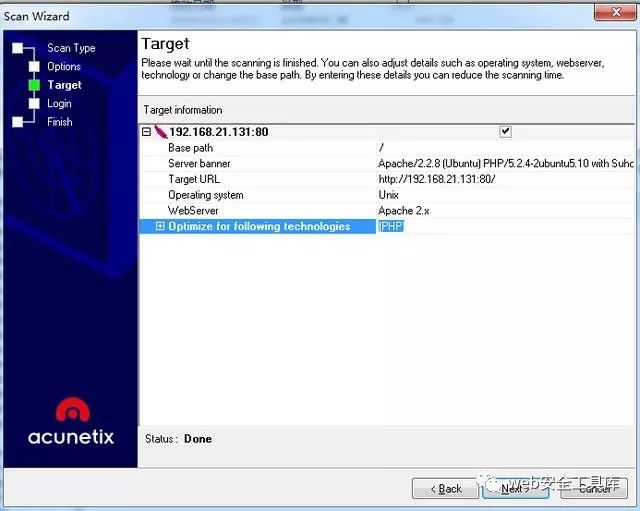 Scan Wizard
Scan Type
Options
Target
Login
Finish
Target
Please wait until the scanning is finished. You can also adjust details such as operating system, webserver,
technology or change the base path. By entering these details you can reduce the scanning time.
Target information
192.168.21.131:80
Base path /
Server banner Apache/2.2.8 (Ubuntu) PHP/5.2.4-2ubuntu5.10 with Suho
Target URL http://192.168.21.131:80/
Operating system Unix
WebServer Apache 2.x
Optimize for following technologies [PHP]
acunetix
Status : Done
< Back
Next >
Cancel
web安全工具库